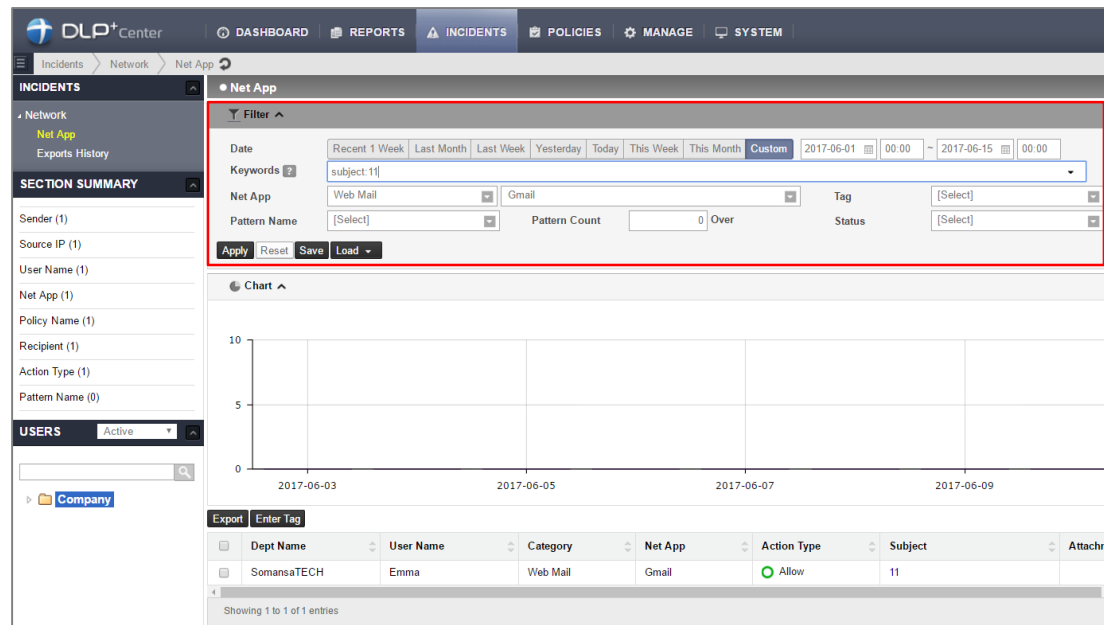 DLP+ Center
DASHBOARD REPORTS INCIDENTS POLICIES MANAGE SYSTEM
Incidents Network Net App
INCIDENTS
Network
Net App
Exports History
SECTION SUMMARY
Sender (1)
Source IP (1)
User Name (1)
Net App (1)
Policy Name (1)
Recipient (1)
Action Type (1)
Pattern Name (0)
USERS Active
Company
Net App
Filter
Date Recent 1 Week Last Month Last Week Yesterday Today This Week This Month Custom 2017-06-01 00:00 ~ 2017-06-15 00:00
Keywords ? subject:11
Net App Web Mail Gmail Tag [Select]
Pattern Name [Select] Pattern Count 0 Over Status [Select]
Apply Reset Save Load
Chart
10
5
0
2017-06-03 2017-06-05 2017-06-07 2017-06-09
Export Enter Tag
Dept Name User Name Category Net App Action Type Subject Attachm
SomansaTECH Emma Web Mail Gmail Allow 11
Showing 1 to 1 of 1 entries